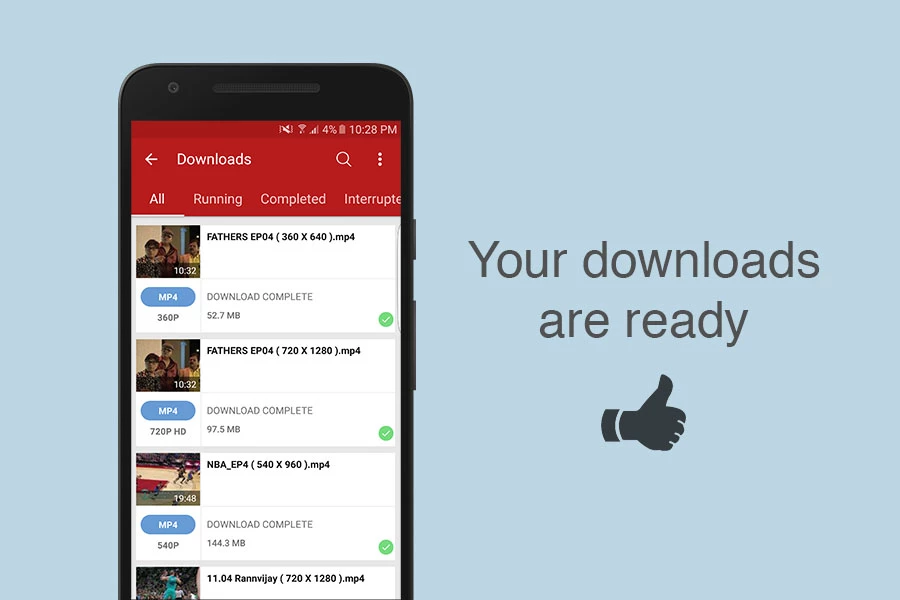 4% 10:28 PM
Downloads
All Running Completed Interrupte
FATHERS EP04 ( 360 X 640 ).mp4
10:32
MP4
DOWNLOAD COMPLETE
360P
52.7 MB
FATHERS EP04 ( 720 X 1280 ).mp4
10:32
MP4
DOWNLOAD COMPLETE
720P HD
97.5 MB
NBA_EP4 ( 540 X 960 ).mp4
19:48
MP4
DOWNLOAD COMPLETE
540P
144.3 MB
11.04 Rannvijay ( 720 X 1280 ).mp4
Your downloads
are ready